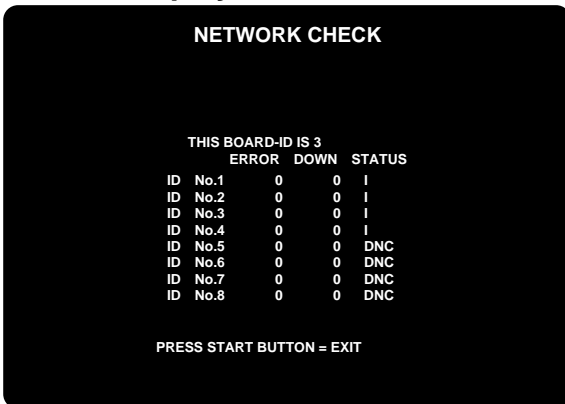 NETWORK CHECK
THIS BOARD-ID IS 3
ERROR DOWN STATUS
ID No.1 0 0 I
ID No.2 0 0 I
ID No.3 0 0 I
ID No.4 0 0 I
ID No.5 0 0 DNC
ID No.6 0 0 DNC
ID No.7 0 0 DNC
ID No.8 0 0 DNC
PRESS START BUTTON = EXIT